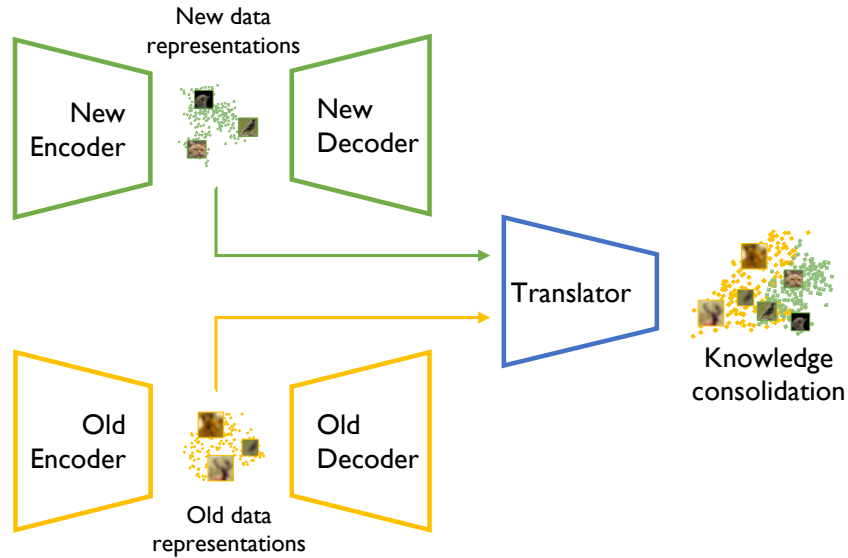 New data
representations
New
Encoder
New
Decoder
Translator
Knowledge
consolidation
Old
Encoder
Old
Decoder
Old data
representations